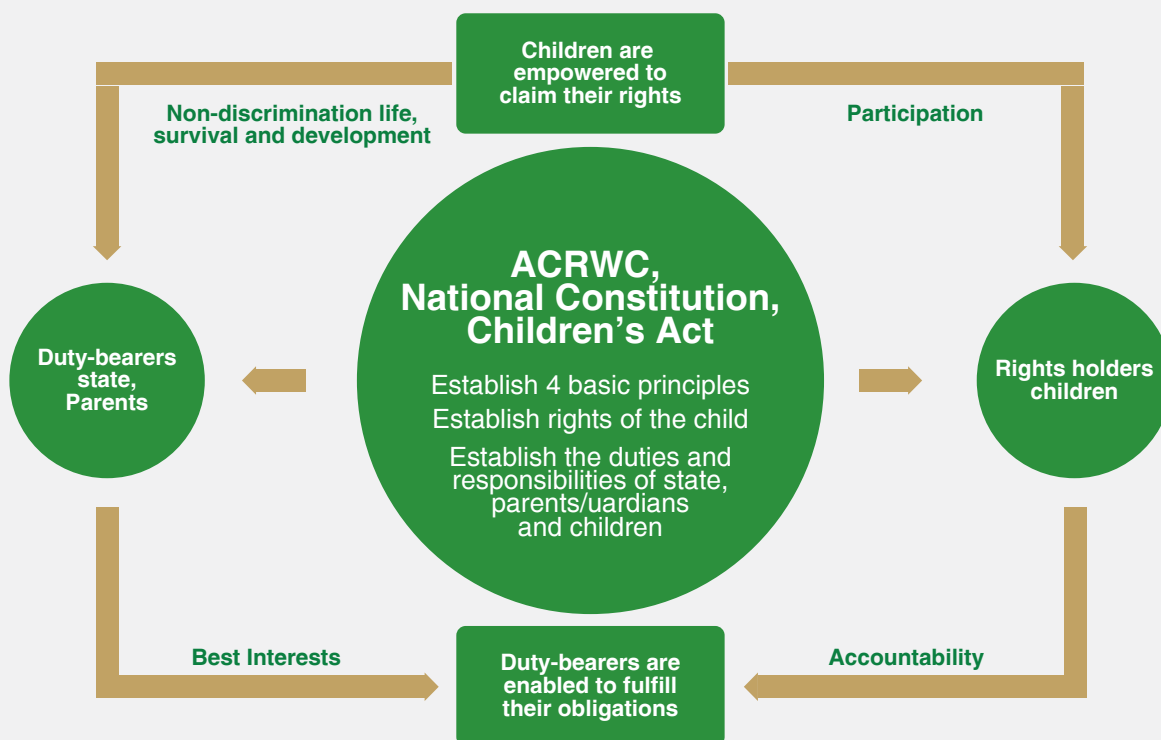 Children are
empowered to
claim their rights
Non-discrimination life,
survival and development
Participation
ACRWC,
National Constitution,
Children’s Act
Establish 4 basic principles
Establish rights of the child
Establish the duties and
responsibilities of state,
parents/uardians
and children
Duty-bearers
state,
Parents
Rights holders
children
Best Interests
Accountability
Duty-bearers are
enabled to fulfill
their obligations